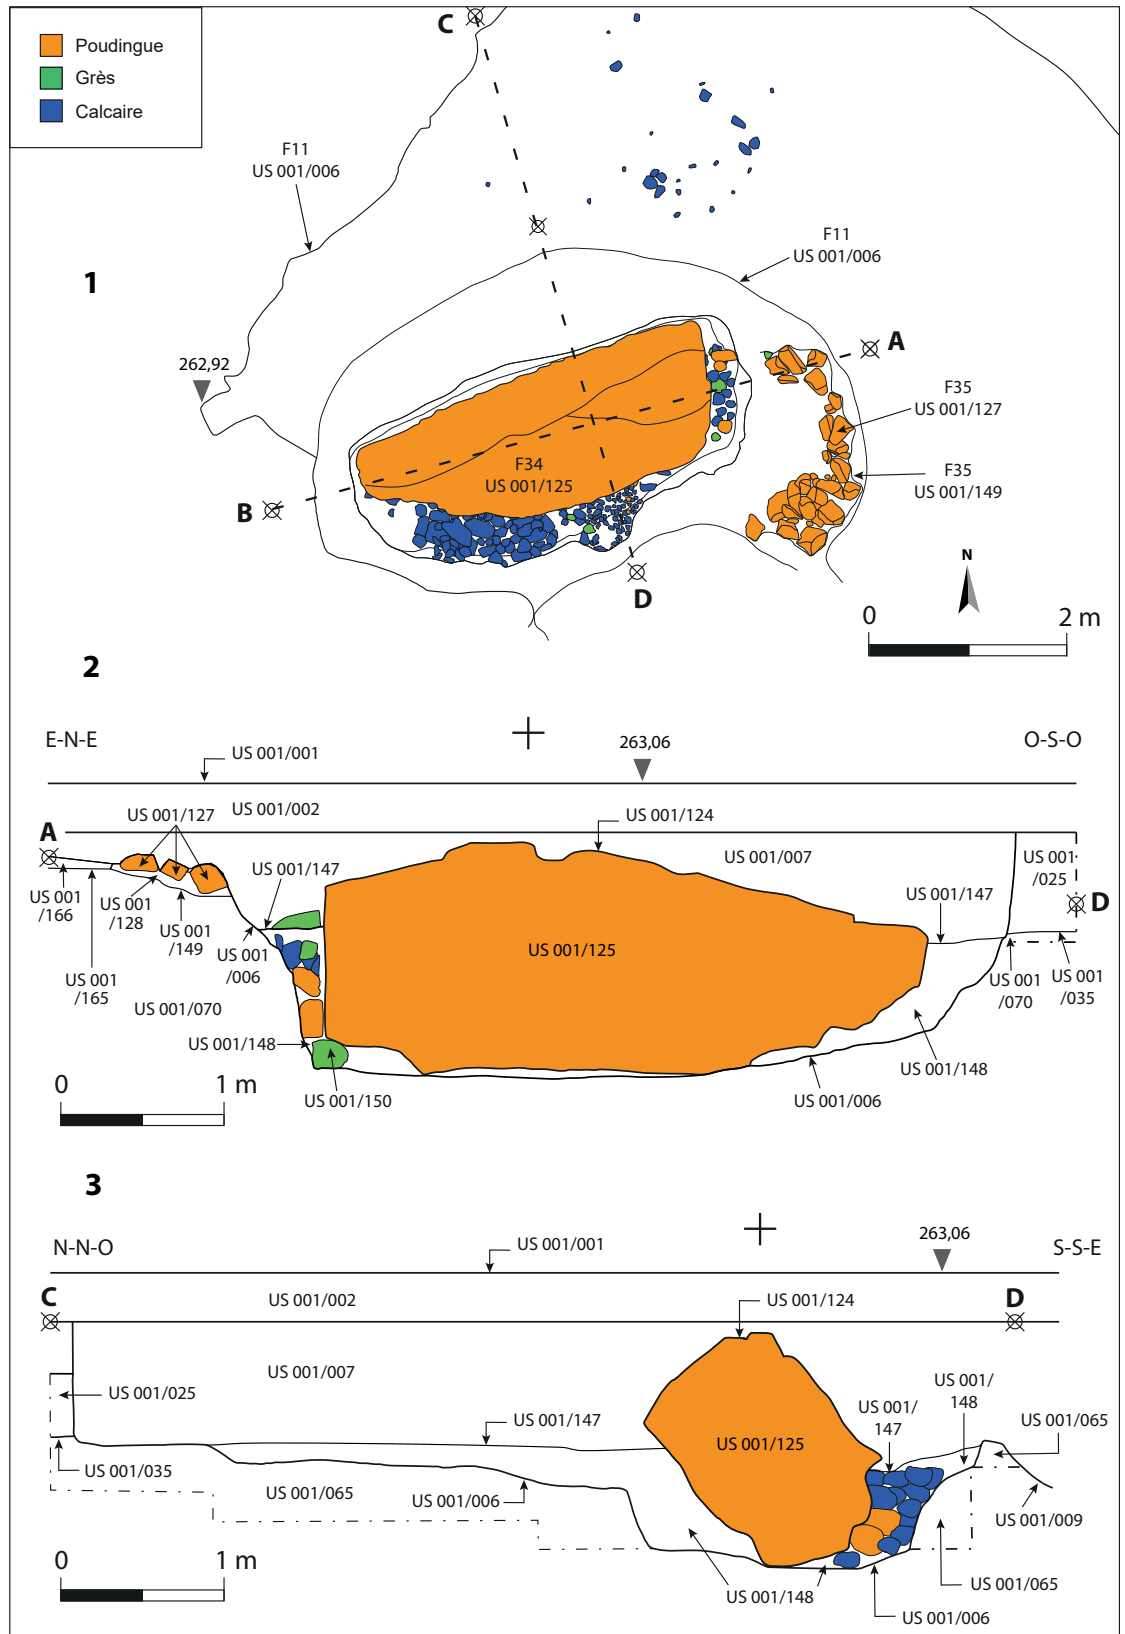 Poudingue
Grès
Calcaire
C
F11
US 001/006
1
F11
US 001/006
A
262,92
F35
US 001/127
F34
US 001/125
F35
US 001/149
B
D
N
0 2 m
2
E-N-E
263,06
O-S-O
US 001/001
US 001/127
US 001/002
US 001/124
A
US 001/147
US 001/007
US 001
/025
US 001
/166
US 001
/128
US 001
/149
US 001
/006
US 001/147
D
US 001/125
US 001
/165
US 001/070
US 001
/070
US 001
/035
US 001/148
US 001/148
0 1 m
US 001/150
US 001/006
3
N-N-O
US 001/001
263,06
S-S-E
C
US 001/002
US 001/124
D
US 001/007
US 001/025
US 001/
147
US 001/
148
US 001/147
US 001/065
US 001/125
US 001/035
US 001/065
US 001/006
US 001/009
0 1 m
US 001/148
US 001/065
US 001/006